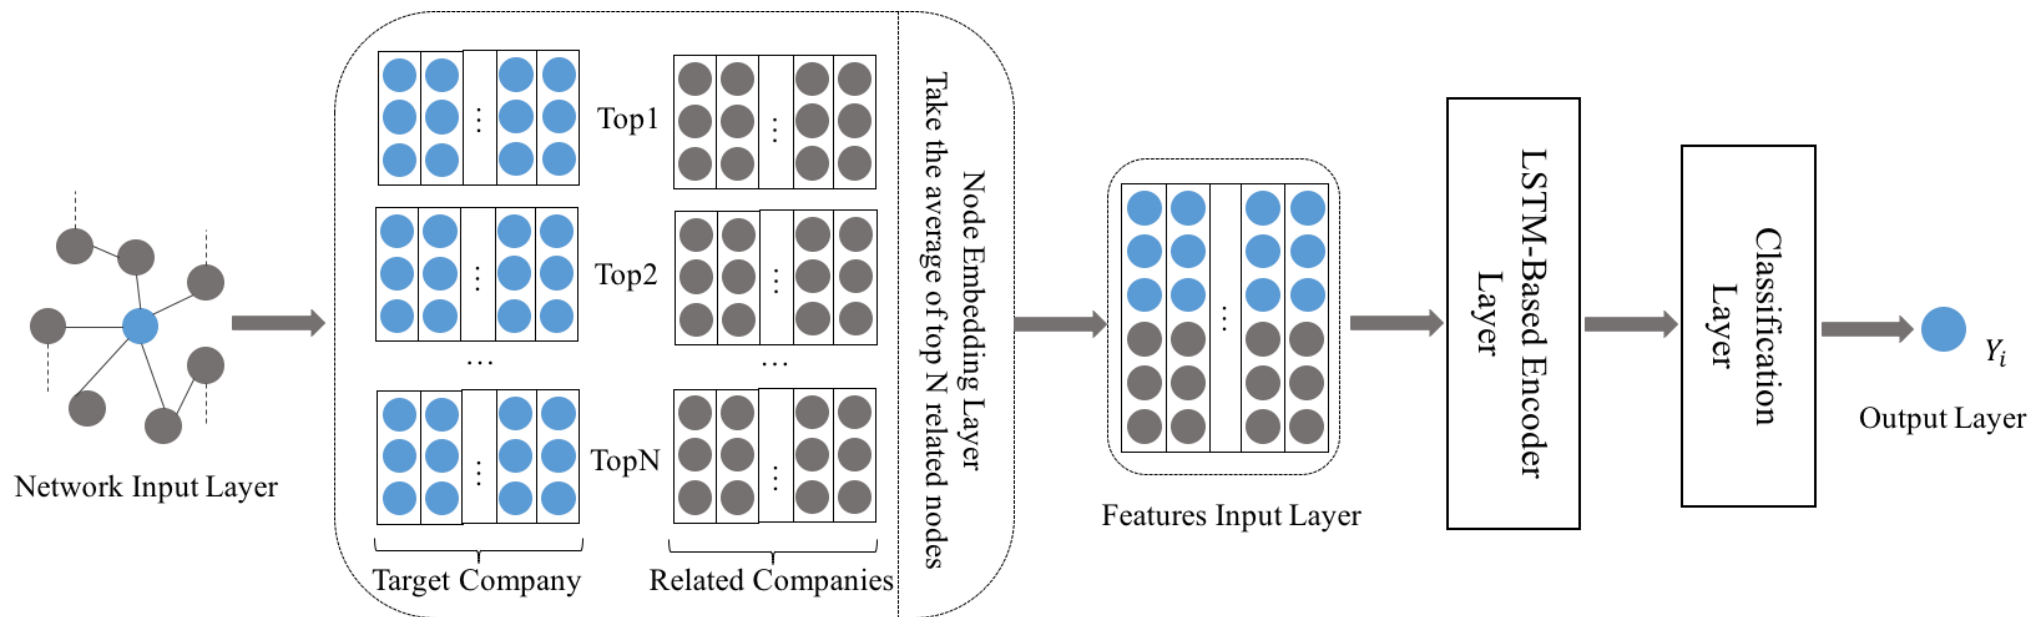 Network Input Layer
Top1
Top2
...
...
TopN
Target Company
Related Companies
Node Embedding Layer
Take the average of top N related nodes
Features Input Layer
LSTM-Based Encoder
Layer
Classification
Layer
Yᵢ
Output Layer